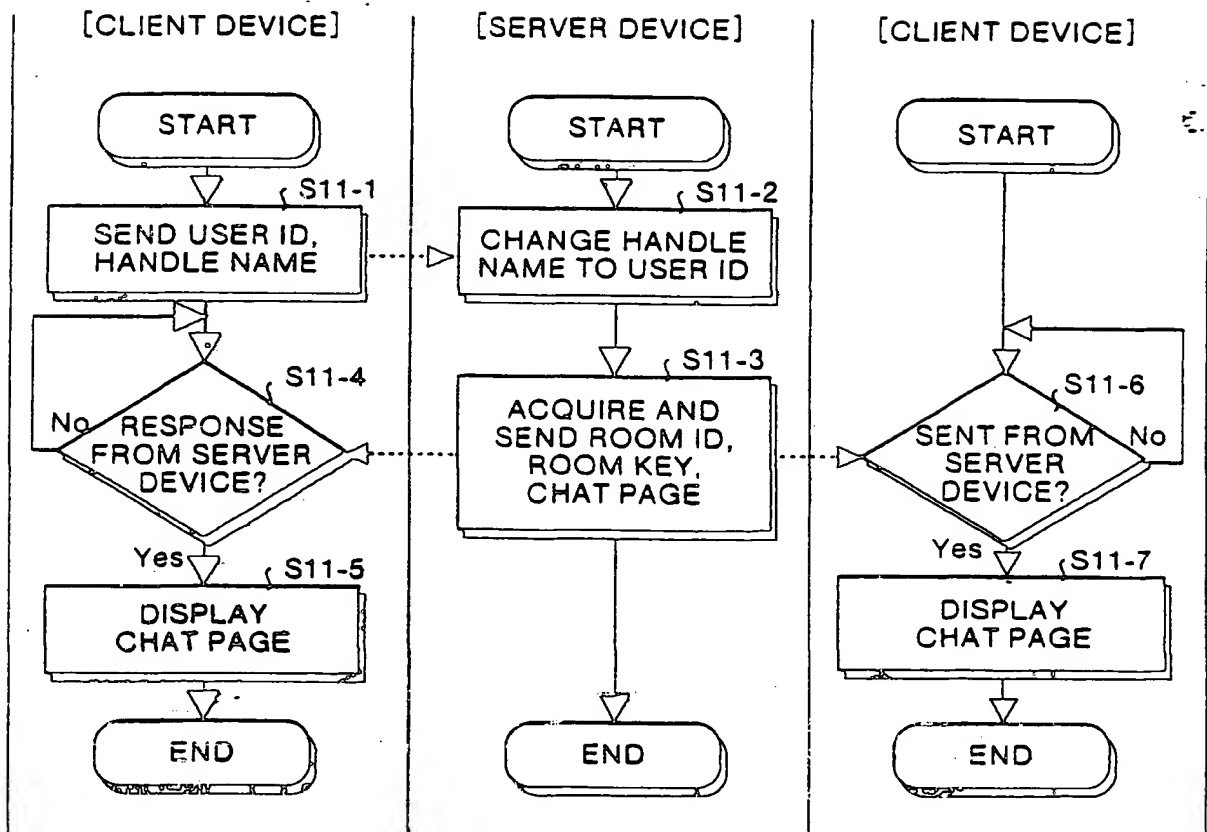 [CLIENT DEVICE]
START
S11-1
SEND USER ID,
HANDLE NAME
S11-4
No
RESPONSE
FROM SERVER
DEVICE?
Yes
S11-5
DISPLAY
CHAT PAGE
END
[SERVER DEVICE]
START
S11-2
CHANGE HANDLE
NAME TO USER ID
S11-3
ACQUIRE AND
SEND ROOM ID,
ROOM KEY,
CHAT PAGE
END
[CLIENT DEVICE]
START
S11-6
SENT FROM
SERVER
DEVICE?
No
Yes
S11-7
DISPLAY
CHAT PAGE
END